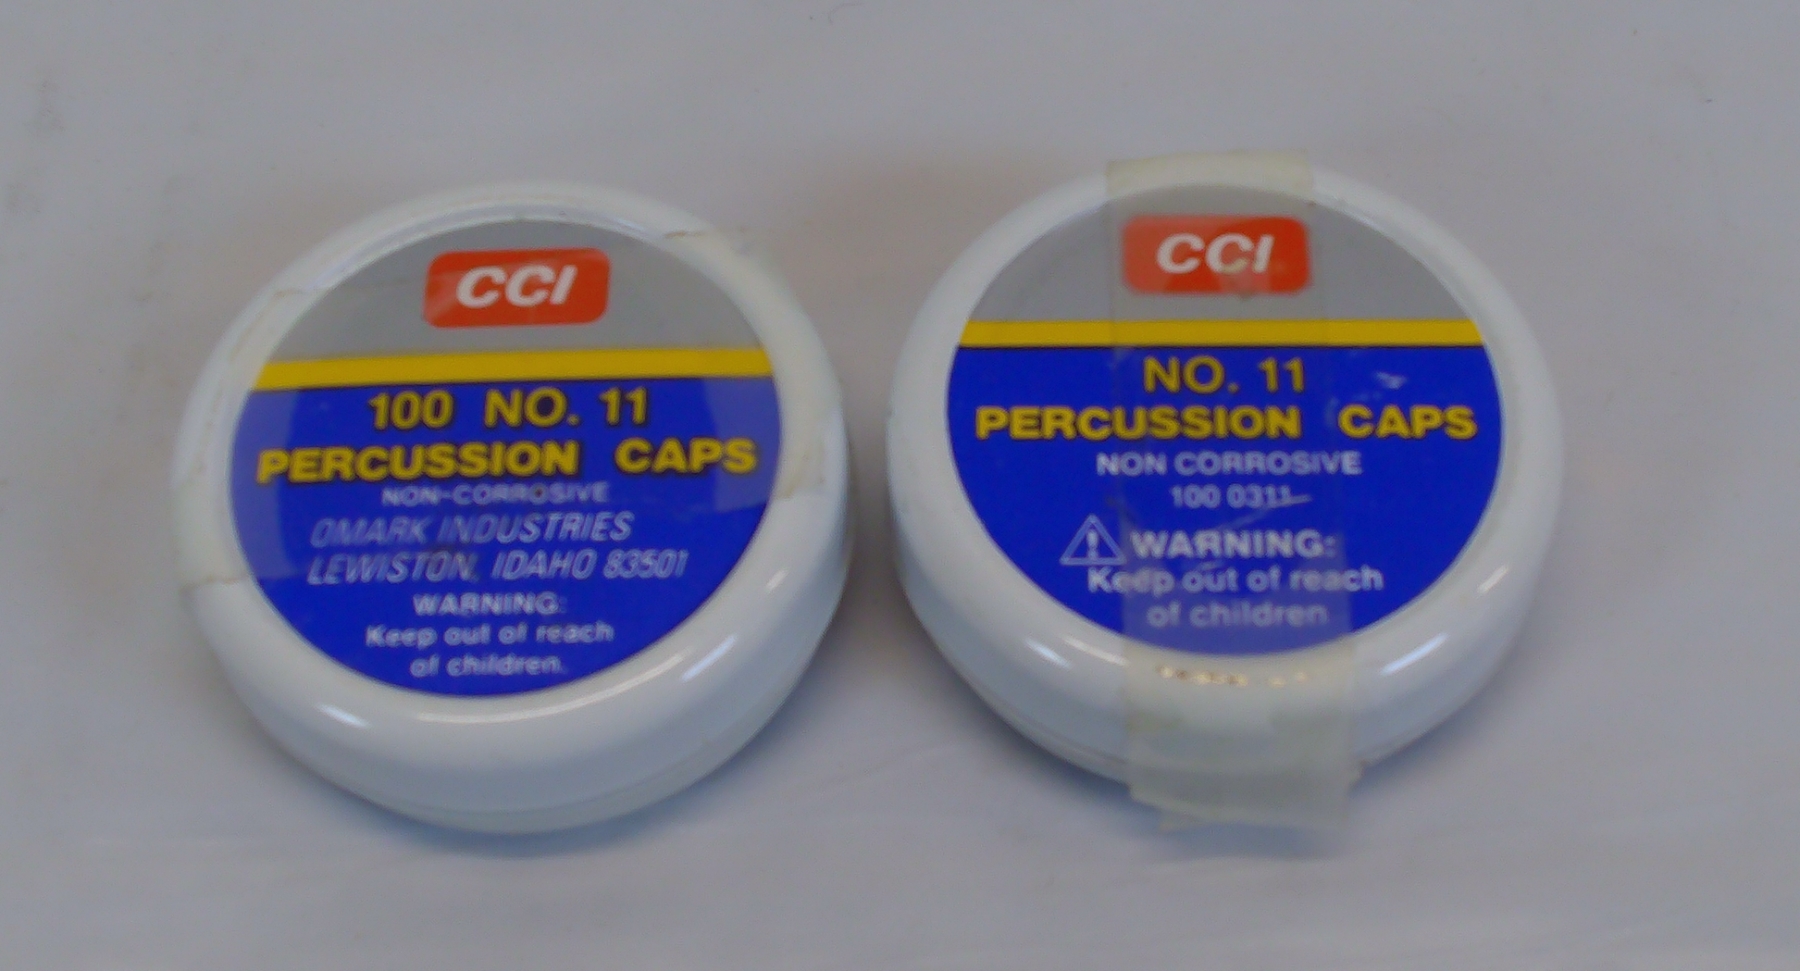 CCI
100 NO. 11
PERCUSSION CAPS
NON-CORROSIVE
OMARK INDUSTRIES
LEWISTON, IDAHO 83501
WARNING:
Keep out of reach
of children.
CCI
NO. 11
PERCUSSION CAPS
NON CORROSIVE
100 0311
WARNING:
Keep out of reach
of children